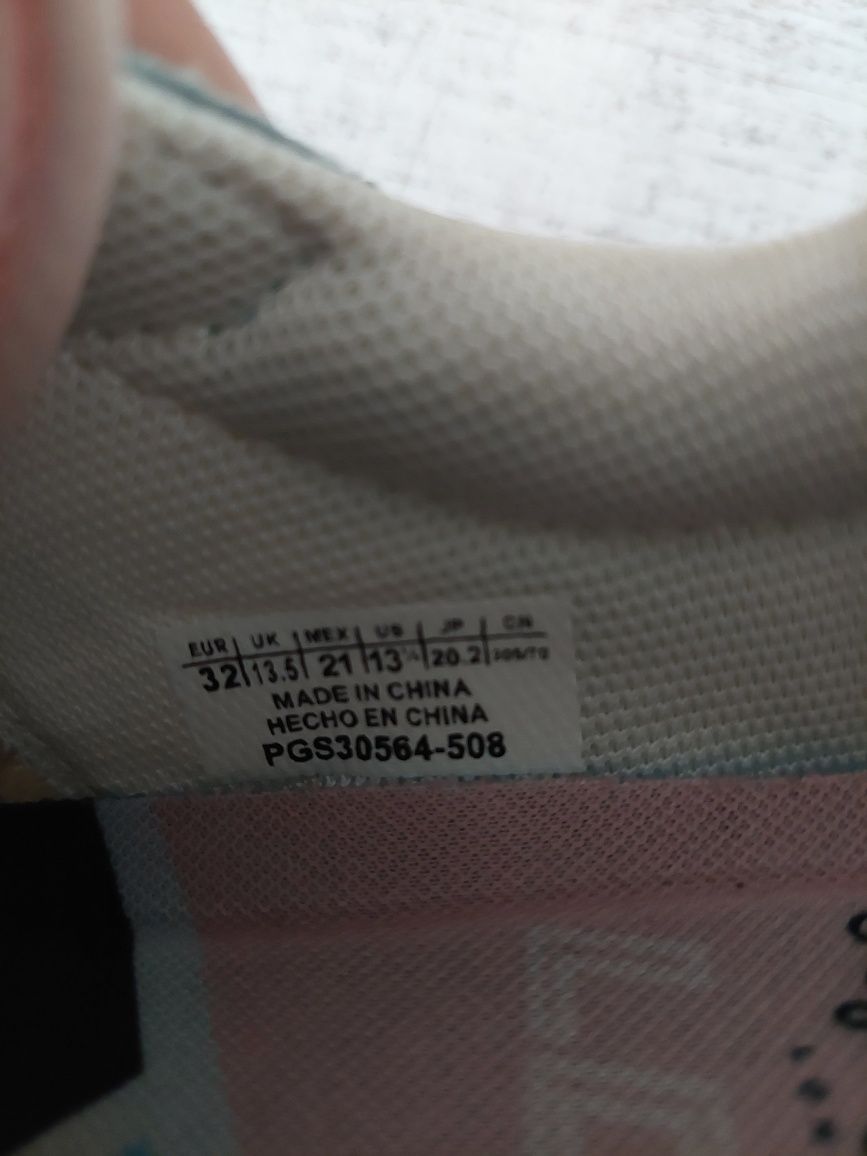 EUR UK MEX US JP CN
32 13.5 21 13 20.2
MADE IN CHINA
HECHO EN CHINA
PGS30564-508